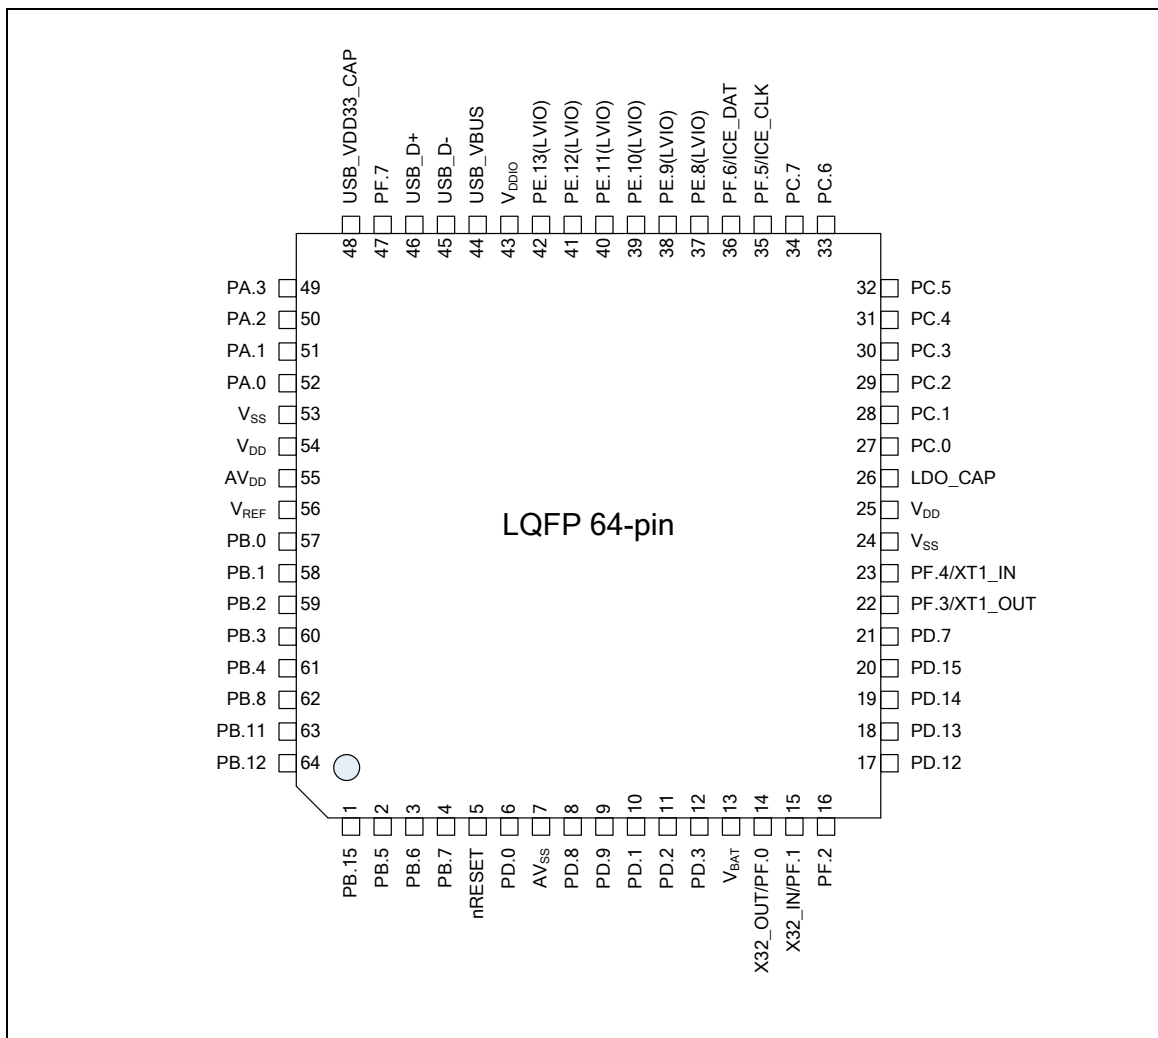 USB_VDD33_CAP
PF.7
USB_D+
USB_D-
USB_VBUS
VDDIO
PE.13(LVIO)
PE.12(LVIO)
PE.11(LVIO)
PE.10(LVIO)
PE.9(LVIO)
PE.8(LVIO)
PF.6/ICE_DAT
PF.5/ICE_CLK
PC.7
PC.6
48
47
46
45
44
43
42
41
40
39
38
37
36
35
34
33
PA.3 49
PA.2 50
PA.1 51
PA.0 52
VSS 53
VDD 54
AVDD 55
VREF 56
PB.0 57
PB.1 58
PB.2 59
PB.3 60
PB.4 61
PB.8 62
PB.11 63
PB.12 64
LQFP 64-pin
32 PC.5
31 PC.4
30 PC.3
29 PC.2
28 PC.1
27 PC.0
26 LDO_CAP
25 VDD
24 VSS
23 PF.4/XT1_IN
22 PF.3/XT1_OUT
21 PD.7
20 PD.15
19 PD.14
18 PD.13
17 PD.12
1
2
3
4
5
6
7
8
9
10
11
12
13
14
15
16
PB.15
PB.5
PB.6
PB.7
nRESET
PD.0
AVSS
PD.8
PD.9
PD.1
PD.2
PD.3
VBAT
X32_OUT/PF.0
X32_IN/PF.1
PF.2